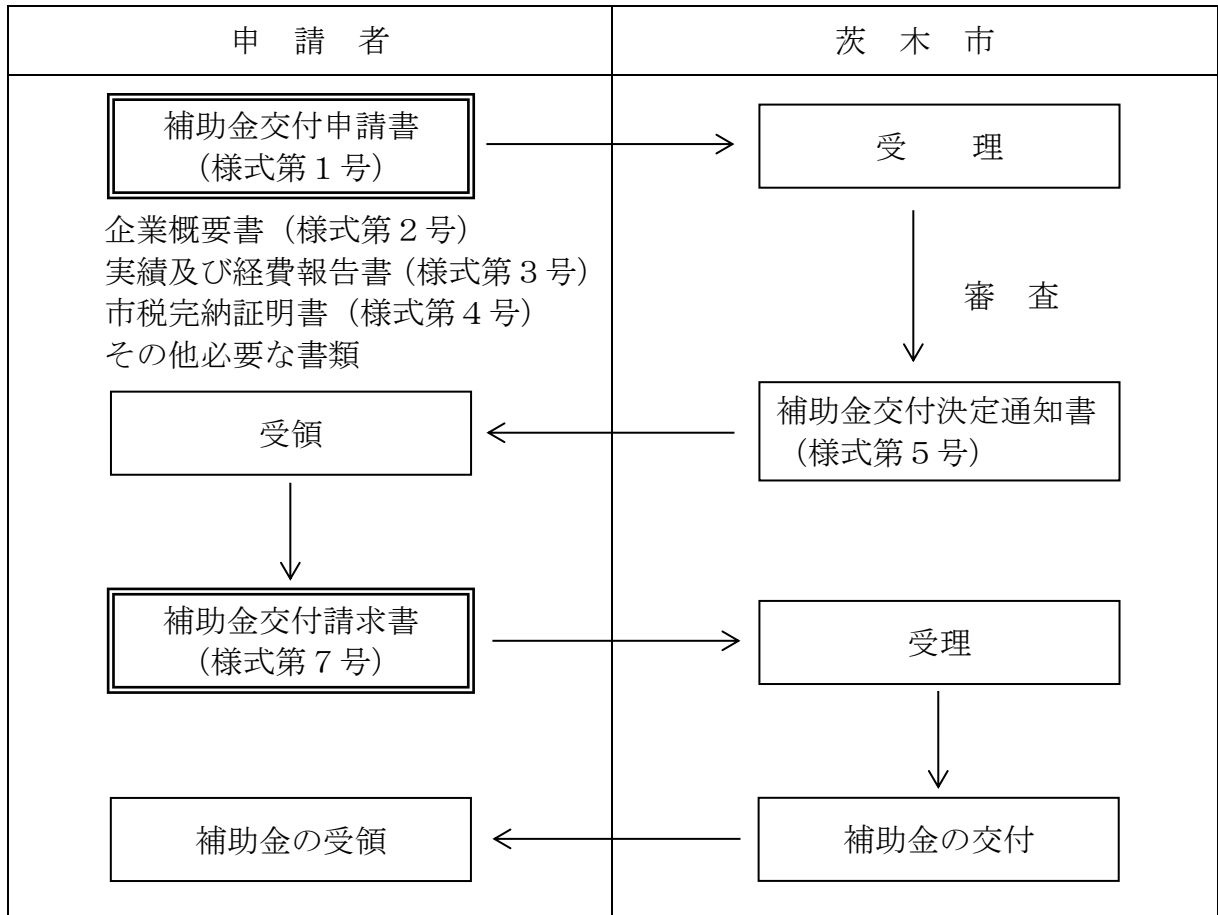 申　請　者
茨　木　市
補助金交付申請書
（様式第１号）
受　　理
企業概要書（様式第２号）
実績及び経費報告書（様式第３号）
市税完納証明書（様式第４号）
その他必要な書類
審　査
受領
補助金交付決定通知書
（様式第５号）
補助金交付請求書
（様式第７号）
受理
補助金の受領
補助金の交付